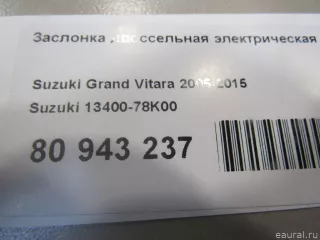 Заслонка дроссельная электрическая
Suzuki Grand Vitara 2005-2015
Suzuki 13400-78K00
80 943 237
eaural.ru